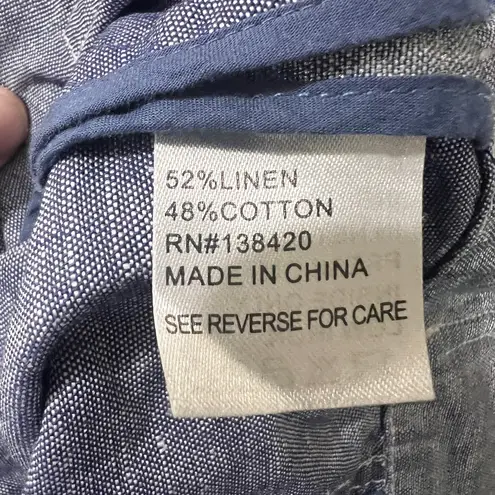 52%LINEN
48%COTTON
RN#138420
MADE IN CHINA
SEE REVERSE FOR CARE